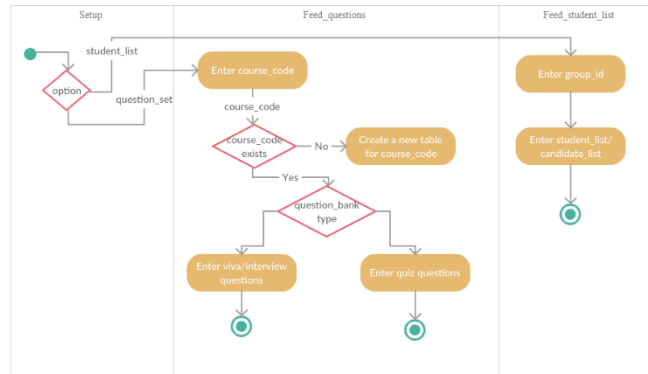 Setup
Feed_questions
Feed_student_list
student_list
option
question_set
Enter course_code
course_code
course_code
exists
No
Create a new table
for course_code
Yes
question_bank
type
Enter viva/interview
questions
Enter quiz questions
Enter group_id
Enter student_list/
candidate_list